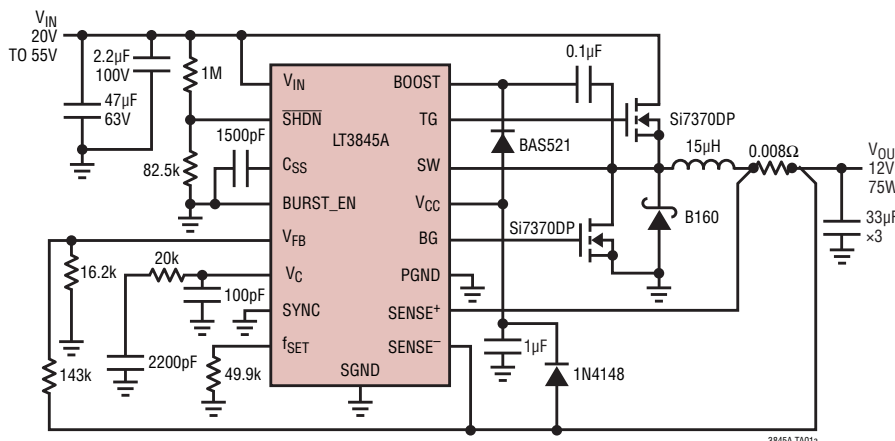 VIN
20V
TO 55V
2.2µF
100V
47µF
63V
1M
82.5k
1500pF
VIN
SHDN
CSS
BURST_EN
VFB
VC
SYNC
fSET
LT3845A
SGND
BOOST
TG
SW
VCC
BG
PGND
SENSE+
SENSE–
0.1µF
BAS521
Si7370DP
Si7370DP
15µH
0.008Ω
B160
VOU
12V
75W
33µF
×3
16.2k
20k
100pF
143k
2200pF
49.9k
1µF
1N4148
3845A TA01a